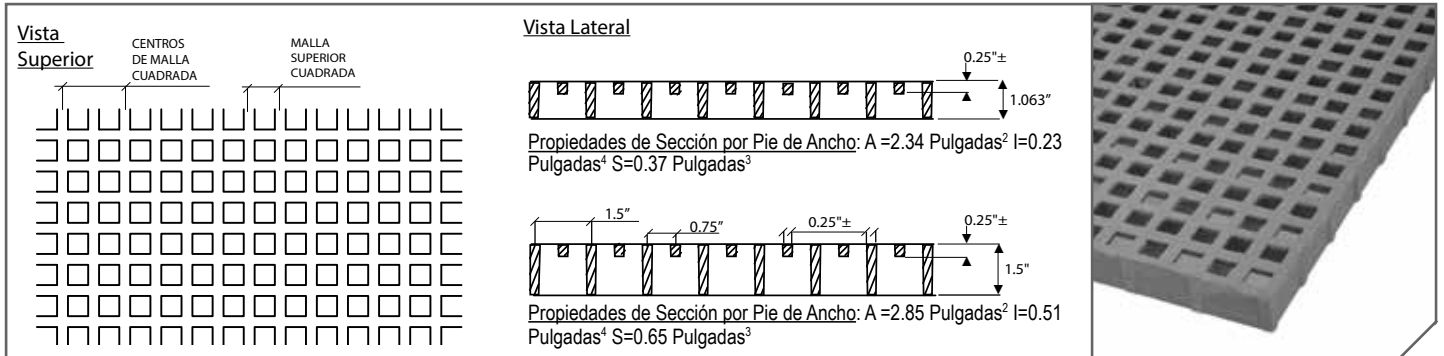 Vista
Superior
CENTROS
DE MALLA
CUADRADA
MALLA
SUPERIOR
CUADRADA
Vista Lateral
0.25"±
1.063"
Propiedades de Sección por Pie de Ancho: A =2.34 Pulgadas² I=0.23
Pulgadas⁴ S=0.37 Pulgadas³
1.5"
0.75"
0.25"±
0.25"±
1.5"
Propiedades de Sección por Pie de Ancho: A =2.85 Pulgadas² I=0.51
Pulgadas⁴ S=0.65 Pulgadas³